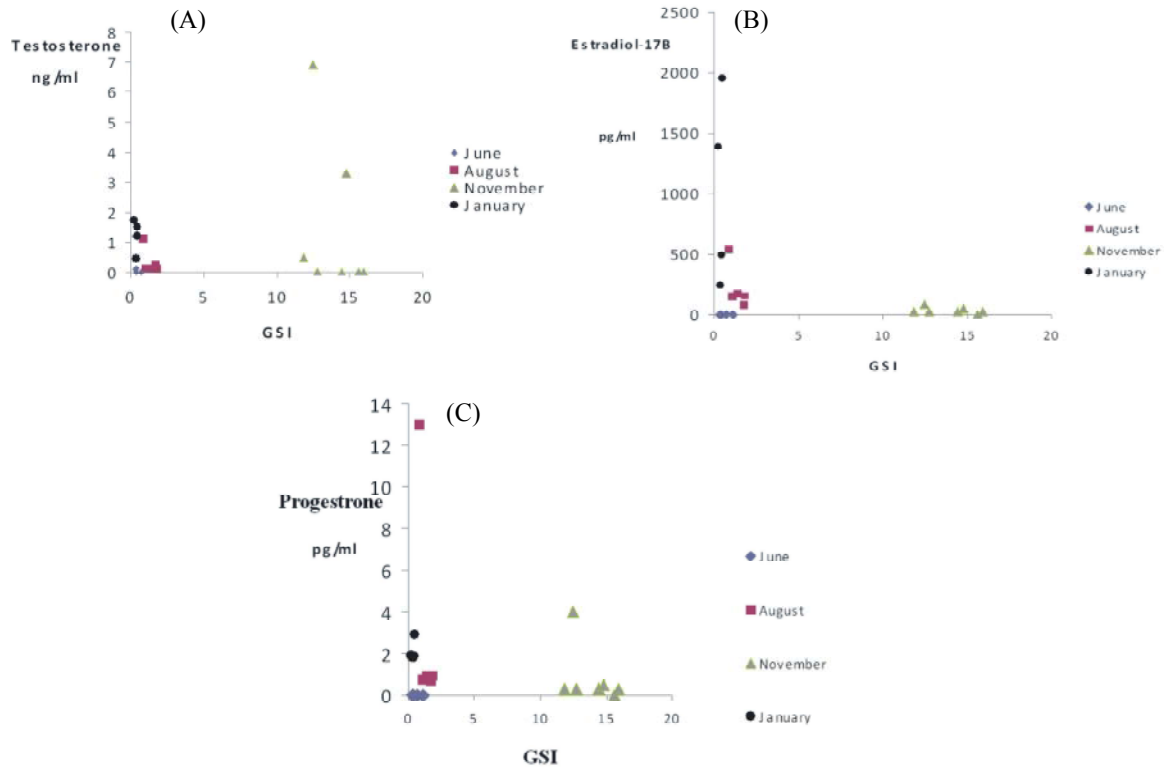 (A)
Testosterone
ng/ml
8
7
6
5
4
3
2
1
0
0 5 10 15 20
GSI
June
August
November
January
(B)
Estradiol-17B
pg/ml
2500
2000
1500
1000
500
0
0 5 10 15 20
GSI
June
August
November
January
(C)
Progestrone
pg/ml
14
12
10
8
6
4
2
0
0 5 10 15 20
GSI
June
August
November
January